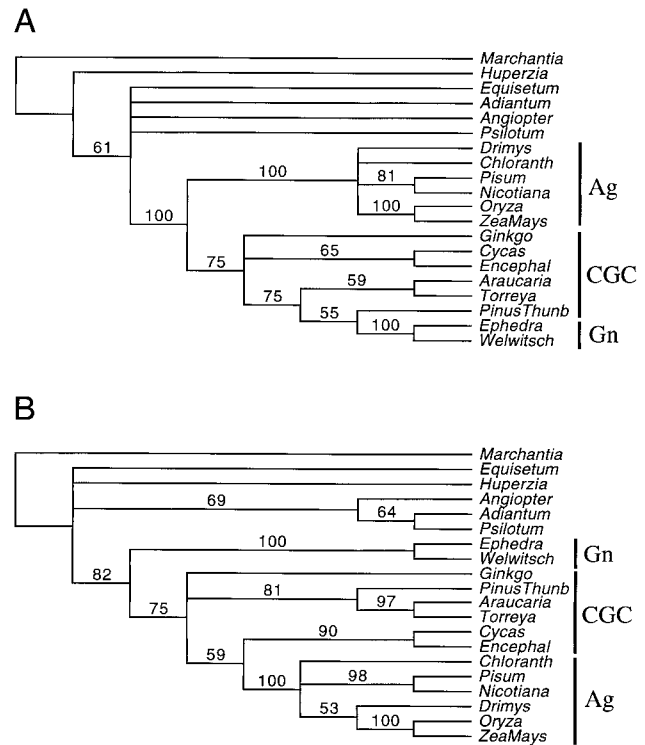 A
Marchantia
Huperzia
Equisetum
Adiantum
61
Angiopter
Psilotum
Drimys
100
Chloranth
81
Pisum
Nicotiana
Ag
100
Oryza
100
ZeaMays
Ginkgo
65
Cycas
75
Encephal
59
Araucaria
CGC
75
Torreya
55
PinusThunb
100
Ephedra
Gn
Welwitsch
B
Marchantia
Equisetum
Huperzia
69
Angiopter
64
Adiantum
Psilotum
100
Ephedra
Gn
82
Welwitsch
Ginkgo
81
PinusThunb
75
97
Araucaria
CGC
Torreya
90
Cycas
59
Encephal
Chloranth
100
98
Pisum
Nicotiana
Ag
53
Drimys
100
Oryza
ZeaMays